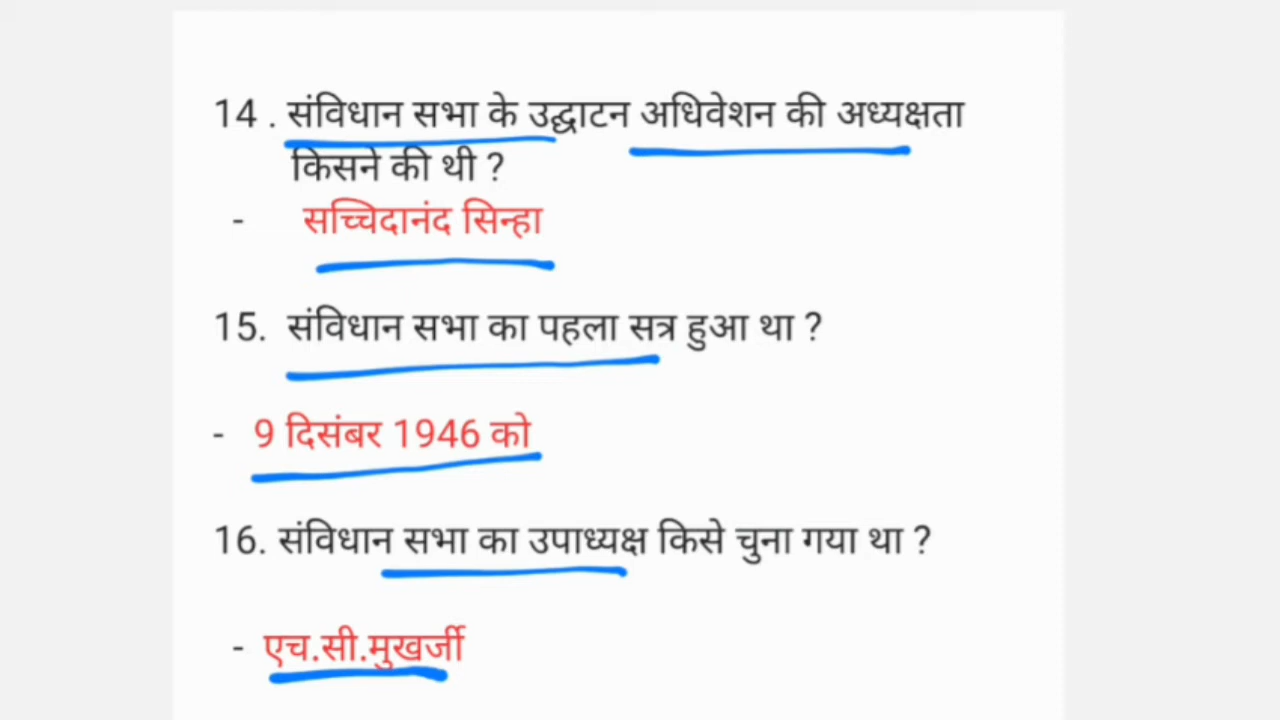 14 . संविधान सभा के उद्घाटन अधिवेशन की अध्यक्षता
किसने की थी ?
- सच्चिदानंद सिन्हा
15. संविधान सभा का पहला सत्र हुआ था ?
- 9 दिसंबर 1946 को
16. संविधान सभा का उपाध्यक्ष किसे चुना गया था ?
- एच.सी.मुखर्जी